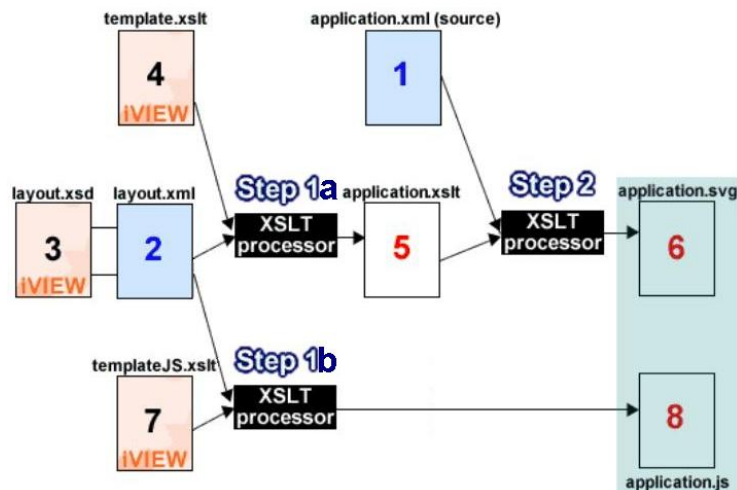 template.xslt
4
iVIEW
application.xml (source)
1
layout.xsd
3
iVIEW
layout.xml
2
Step 1a
XSLT
processor
application.xslt
5
Step 2
XSLT
processor
application.svg
6
templateJS.xslt
7
iVIEW
Step 1b
XSLT
processor
8
application.js